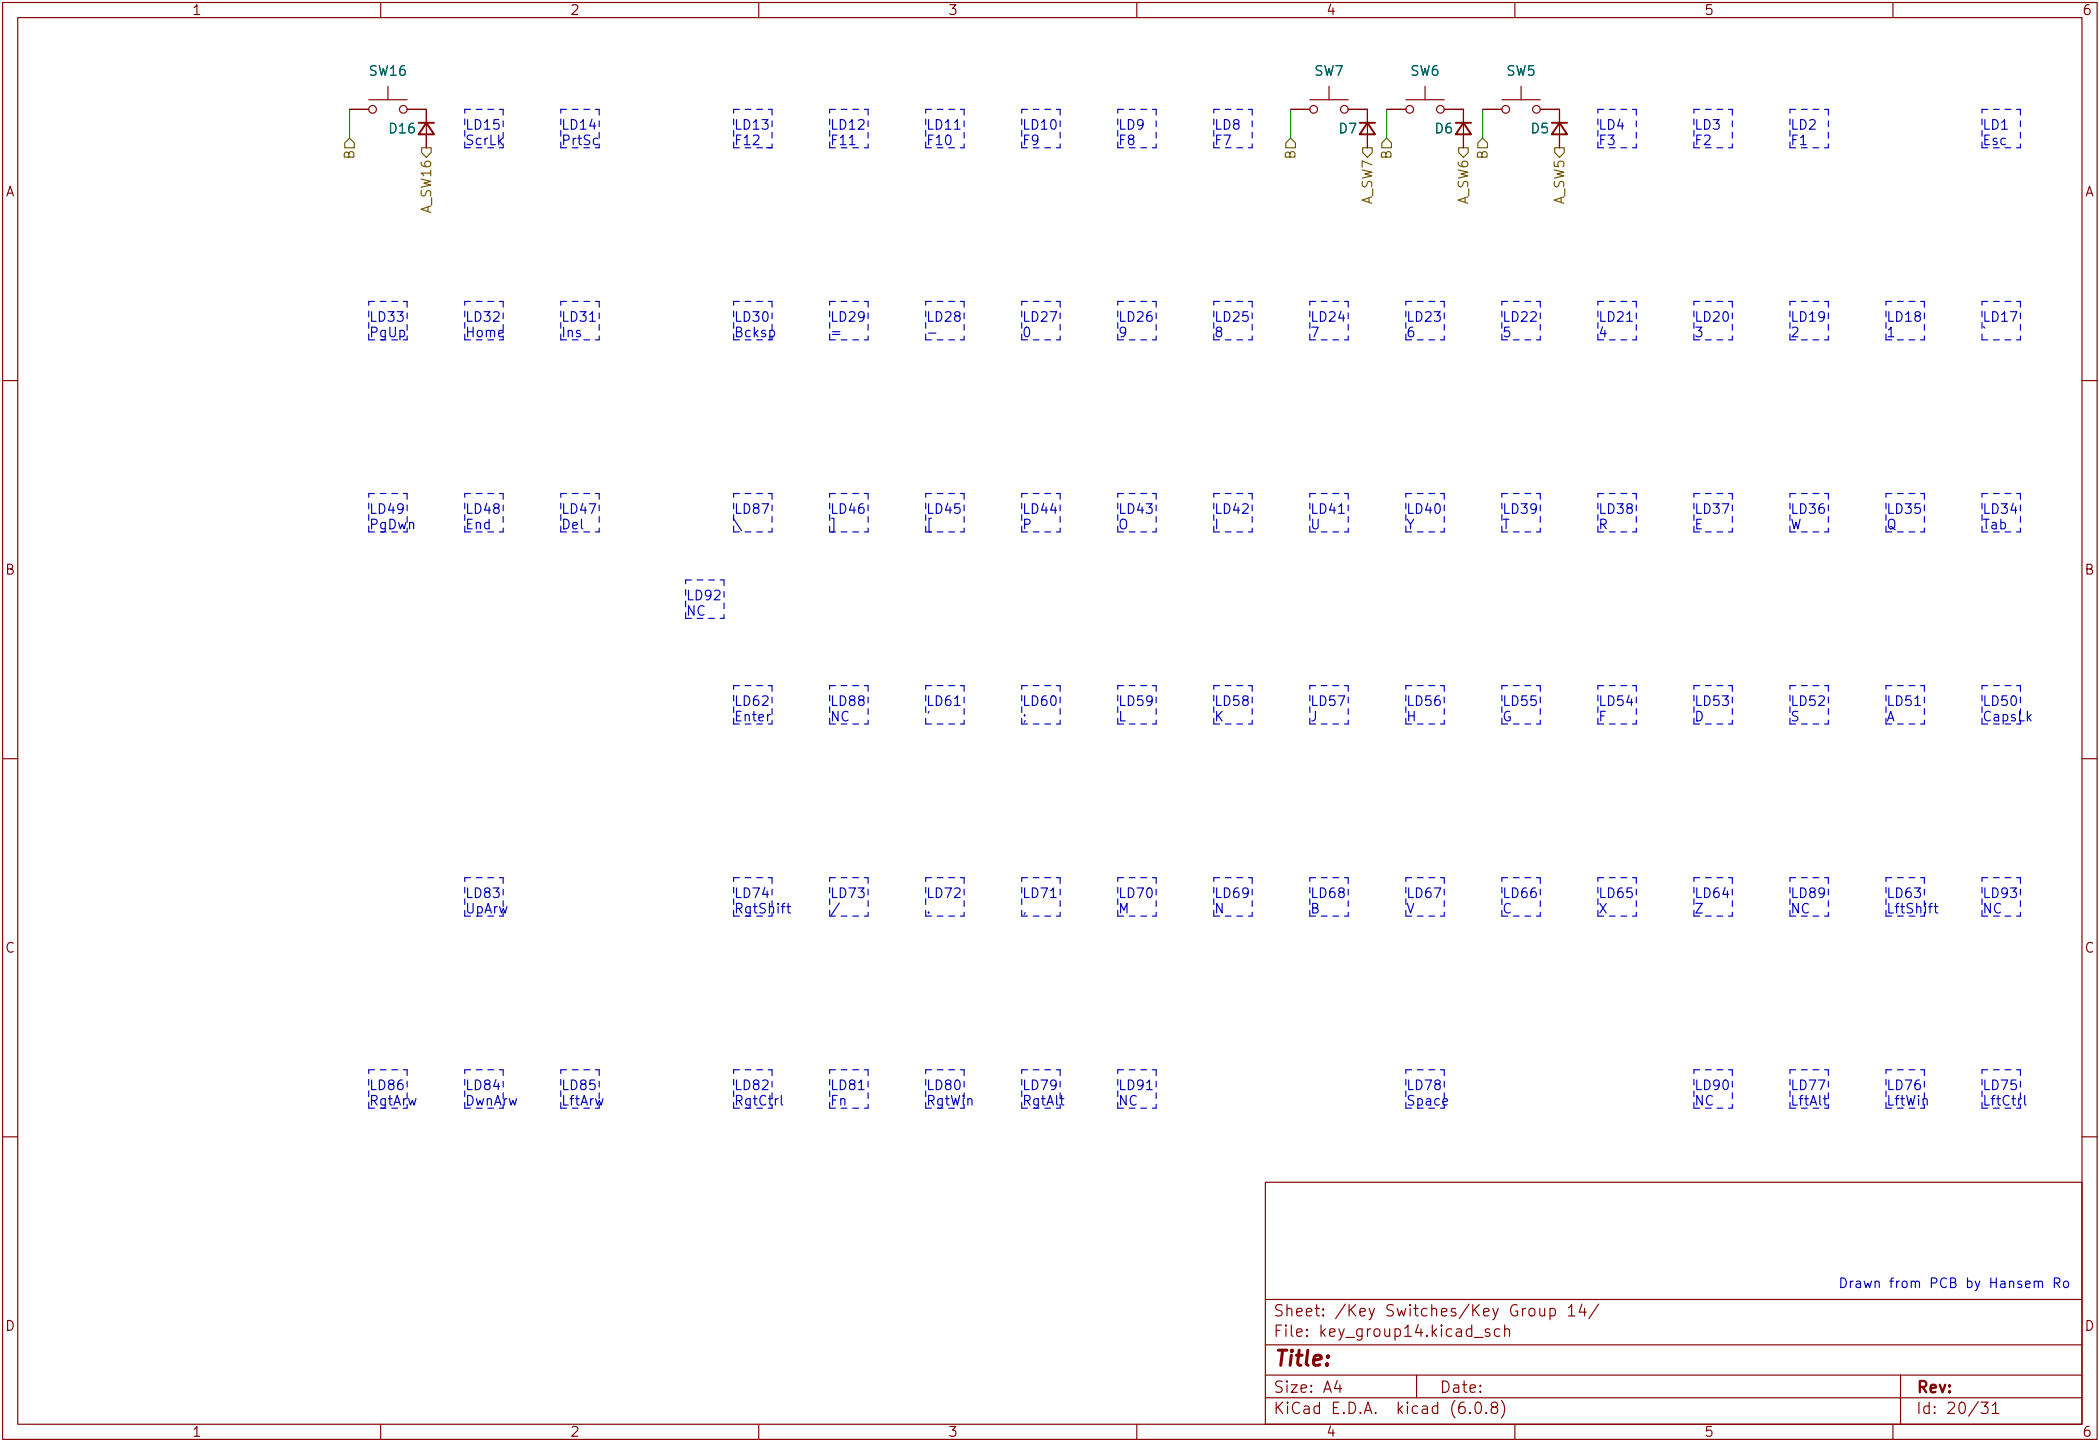 1 2 3 4 5 6
SW16 SW7 SW6 SW5
D16 LD15 LD14 LD13 LD12 LD11 LD10 LD9 LD8 D7 D6 D5 LD4 LD3 LD2 LD1
ScrLk PrtSc F12 F11 F10 F9 F8 F7 F3 F2 F1 Esc
B B B B
A_SW16 A_SW7 A_SW6 A_SW5
A A
LD33 LD32 LD31 LD30 LD29 LD28 LD27 LD26 LD25 LD24 LD23 LD22 LD21 LD20 LD19 LD18 LD17
PgUp Home Ins Bcksp = - 0 9 8 7 6 5 4 3 2 1 `
LD49 LD48 LD47 LD87 LD46 LD45 LD44 LD43 LD42 LD41 LD40 LD39 LD38 LD37 LD36 LD35 LD34
PgDwn End Del \ ] [ P O I U Y T R E W Q Tab
B B
LD92
NC
LD62 LD88 LD61 LD60 LD59 LD58 LD57 LD56 LD55 LD54 LD53 LD52 LD51 LD50
Enter NC ' ; L K J H G F D S A CapsLk
LD83 LD74 LD73 LD72 LD71 LD70 LD69 LD68 LD67 LD66 LD65 LD64 LD89 LD63 LD93
UpArw RgtShift / . , M N B V C X Z NC LftShift NC
C C
LD86 LD84 LD85 LD82 LD81 LD80 LD79 LD91 LD78 LD90 LD77 LD76 LD75
RgtArw DwnArw LftArw RgtCtrl Fn RgtWin RgtAlt NC Space NC LftAlt LftWin LftCtrl
Drawn from PCB by Hansem Ro
Sheet: /Key Switches/Key Group 14/
D D
File: key_group14.kicad_sch
Title:
Size: A4 Date: Rev:
KiCad E.D.A. kicad (6.0.8) Id: 20/31
1 2 3 4 5 6